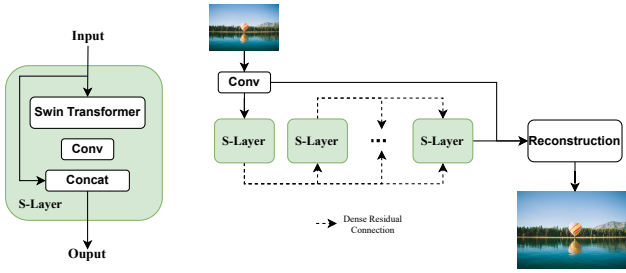 Input
Swin Transformer
Conv
Concat
S-Layer
Ouput
Conv
S-Layer
S-Layer
...
S-Layer
Reconstruction
Dense Residual
Connection